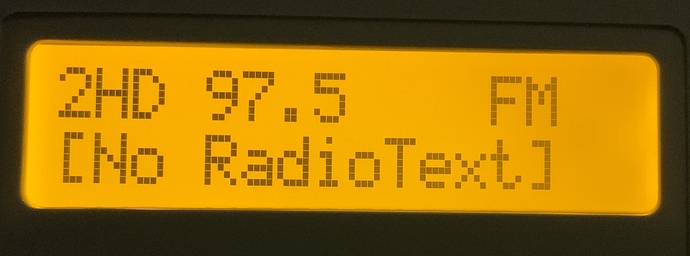 2HD 97.5 FM
[No RadioText]